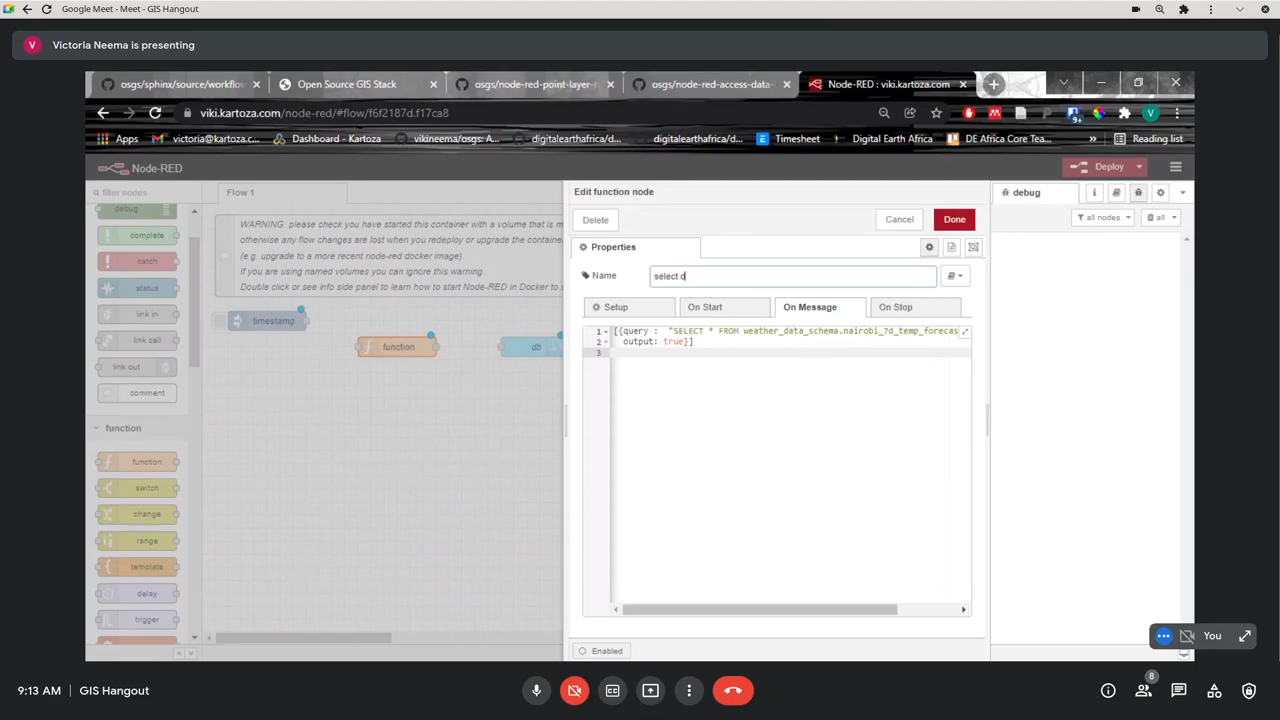 Google Meet - Meet - GIS Hangout
V Victoria Neema is presenting
osgs/sphinx/source/workflow
Open Source GIS Stack
osgs/node-red-point-layer-
osgs/node-red-access-data-
Node-RED : viki.kartoza.com
viki.kartoza.com/node-red/#flow/f6f2187d.f17ca8
Apps
victoria@kartoza.c...
Dashboard - Kartoza
vikineema/osgs: A...
digitalearthafrica/d...
digitalearthafrica/d...
Timesheet
Digital Earth Africa
DE Africa Core Tea...
Reading list
Node-RED
Deploy
filter nodes
Flow 1
Edit function node
debug
debug
complete
catch
status
link in
link call
link out
comment
function
function
switch
change
range
template
delay
trigger
WARNING: please check you have started this container with a volume that is m
otherwise any flow changes are lost when you redeploy or upgrade the containe
(e.g. upgrade to a more recent node-red docker image)
If you are using named volumes you can ignore this warning.
Double click or see info side panel to learn how to start Node-RED in Docker to s
timestamp
function
db
Delete
Cancel
Done
Properties
Name
select d
Setup
On Start
On Message
On Stop
1 [{query : "SELECT * FROM weather_data_schema.nairobi_7d_temp_forecas
2 output: true}]
3
Enabled
all nodes
all
You
9:13 AM | GIS Hangout
8